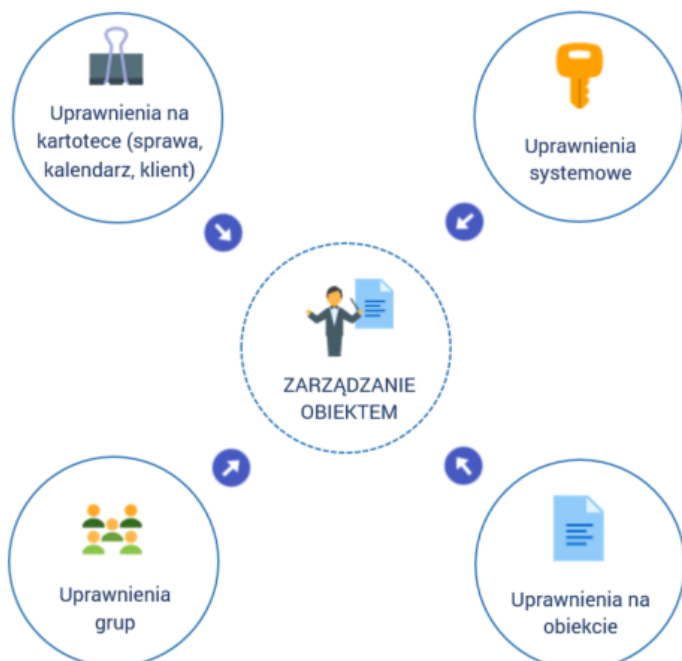 Uprawnienia na
kartotece (sprawa,
kalendarz, klient)
Uprawnienia
systemowe
ZARZĄDZANIE
OBIEKTEM
Uprawnienia
grup
Uprawnienia na
obiekcie